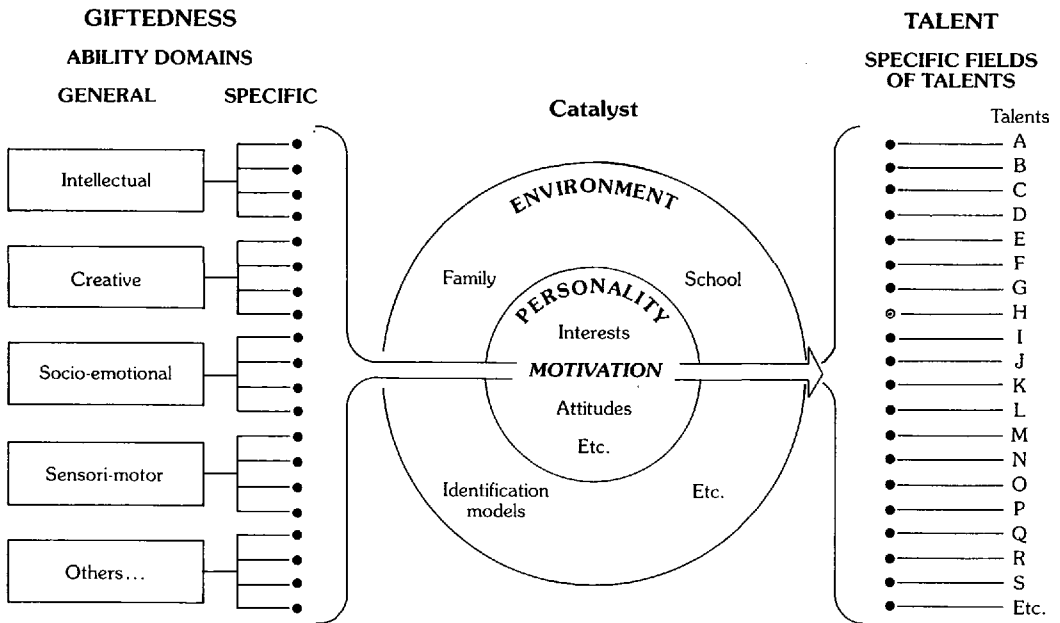 GIFTEDNESS
ABILITY DOMAINS
GENERAL
SPECIFIC
Intellectual
Creative
Socio-emotional
Sensori-motor
Others...
Catalyst
ENVIRONMENT
Family
School
PERSONALITY
Interests
MOTIVATION
Attitudes
Etc.
Identification
models
Etc.
TALENT
SPECIFIC FIELDS
OF TALENTS
Talents
A
B
C
D
E
F
G
H
I
J
K
L
M
N
O
P
Q
R
S
Etc.